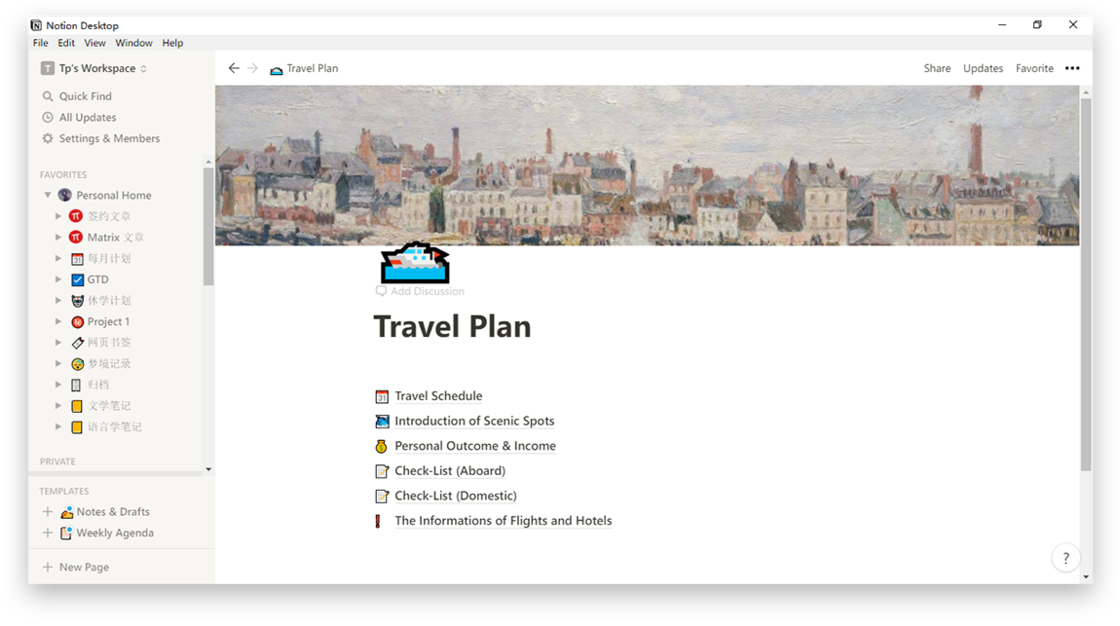 Notion Desktop
File Edit View Window Help
T Tp's Workspace
Quick Find
All Updates
Settings & Members
FAVORITES
Personal Home
签约文章
Matrix 文章
每月计划
GTD
休学计划
Project 1
网页书签
梦境记录
归档
文学笔记
语言学笔记
PRIVATE
TEMPLATES
Notes & Drafts
Weekly Agenda
New Page
Travel Plan
Share Updates Favorite
Add Discussion
Travel Plan
Travel Schedule
Introduction of Scenic Spots
Personal Outcome & Income
Check-List (Aboard)
Check-List (Domestic)
The Informations of Flights and Hotels
?